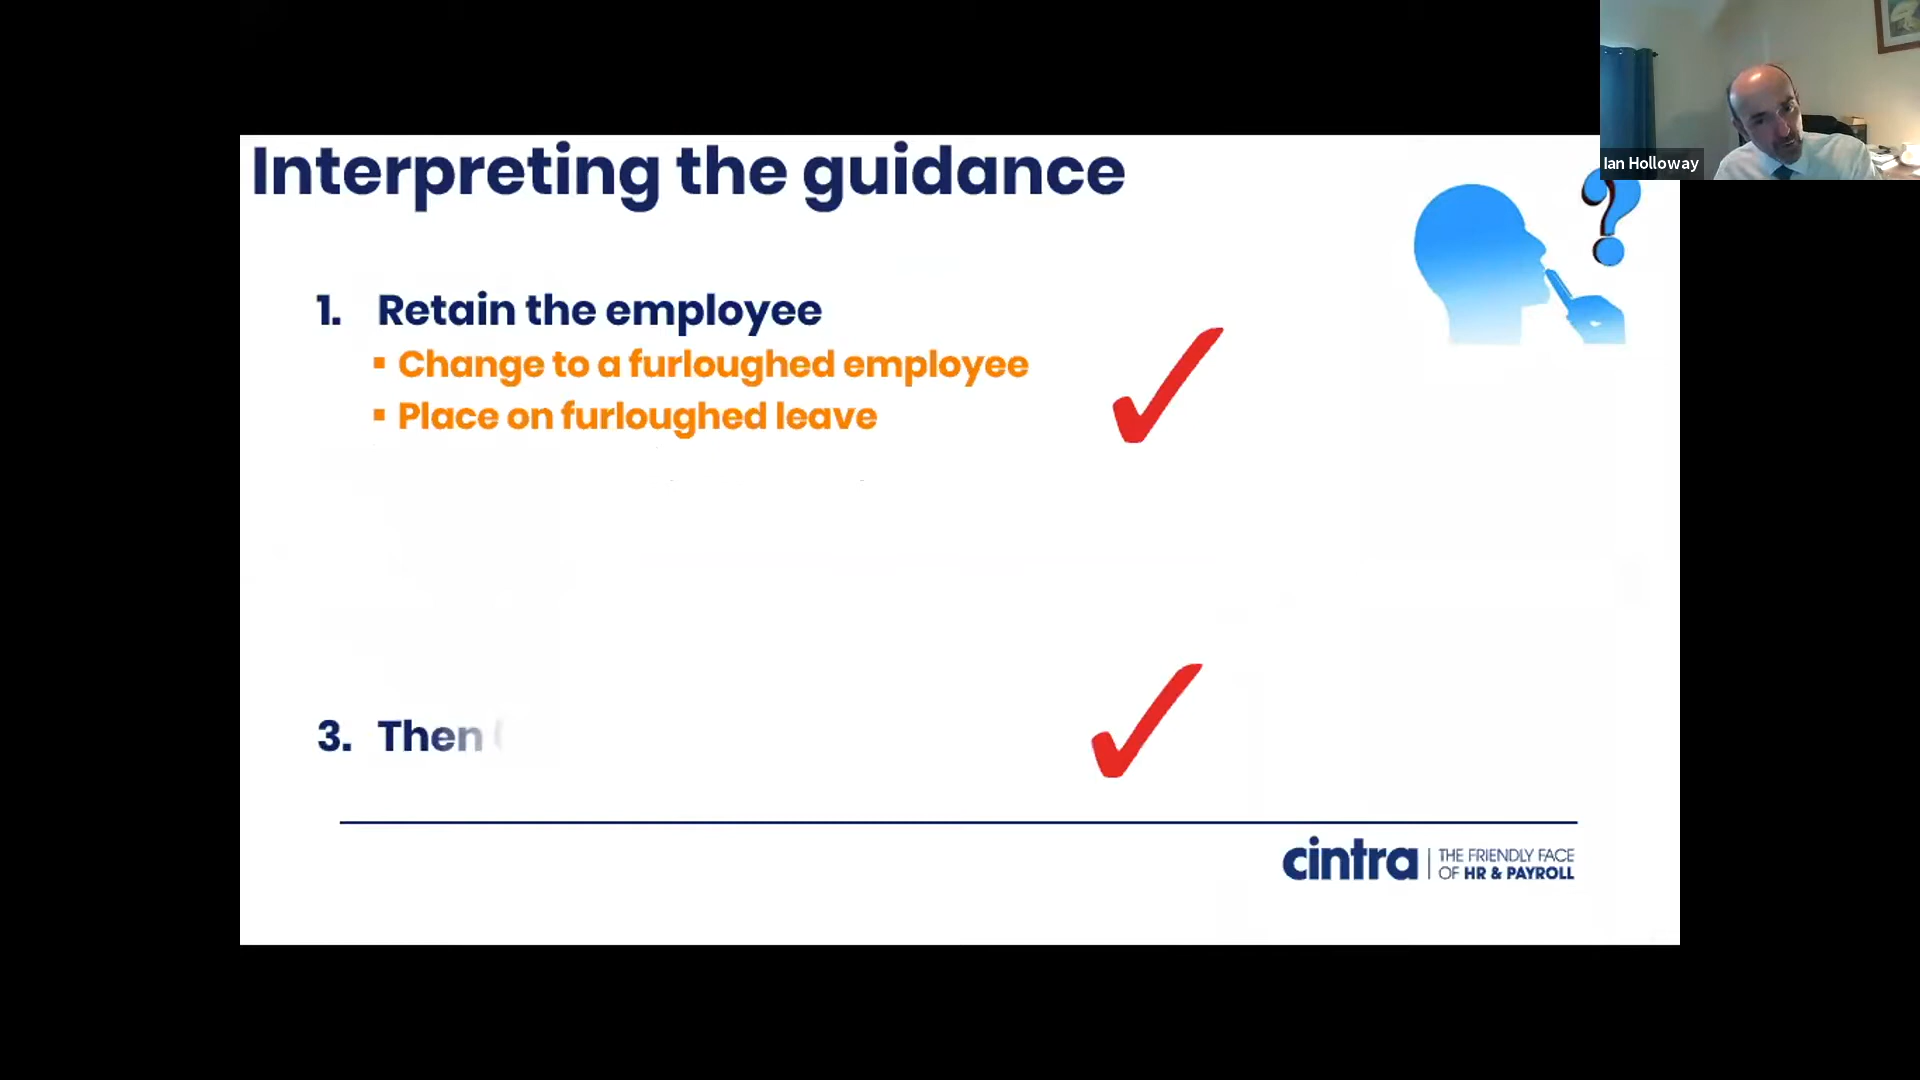 Ian Holloway
Interpreting the guidance
?
1. Retain the employee
▪ Change to a furloughed employee
▪ Place on furloughed leave
3. Then
cintra
THE FRIENDLY FACE
OF HR & PAYROLL